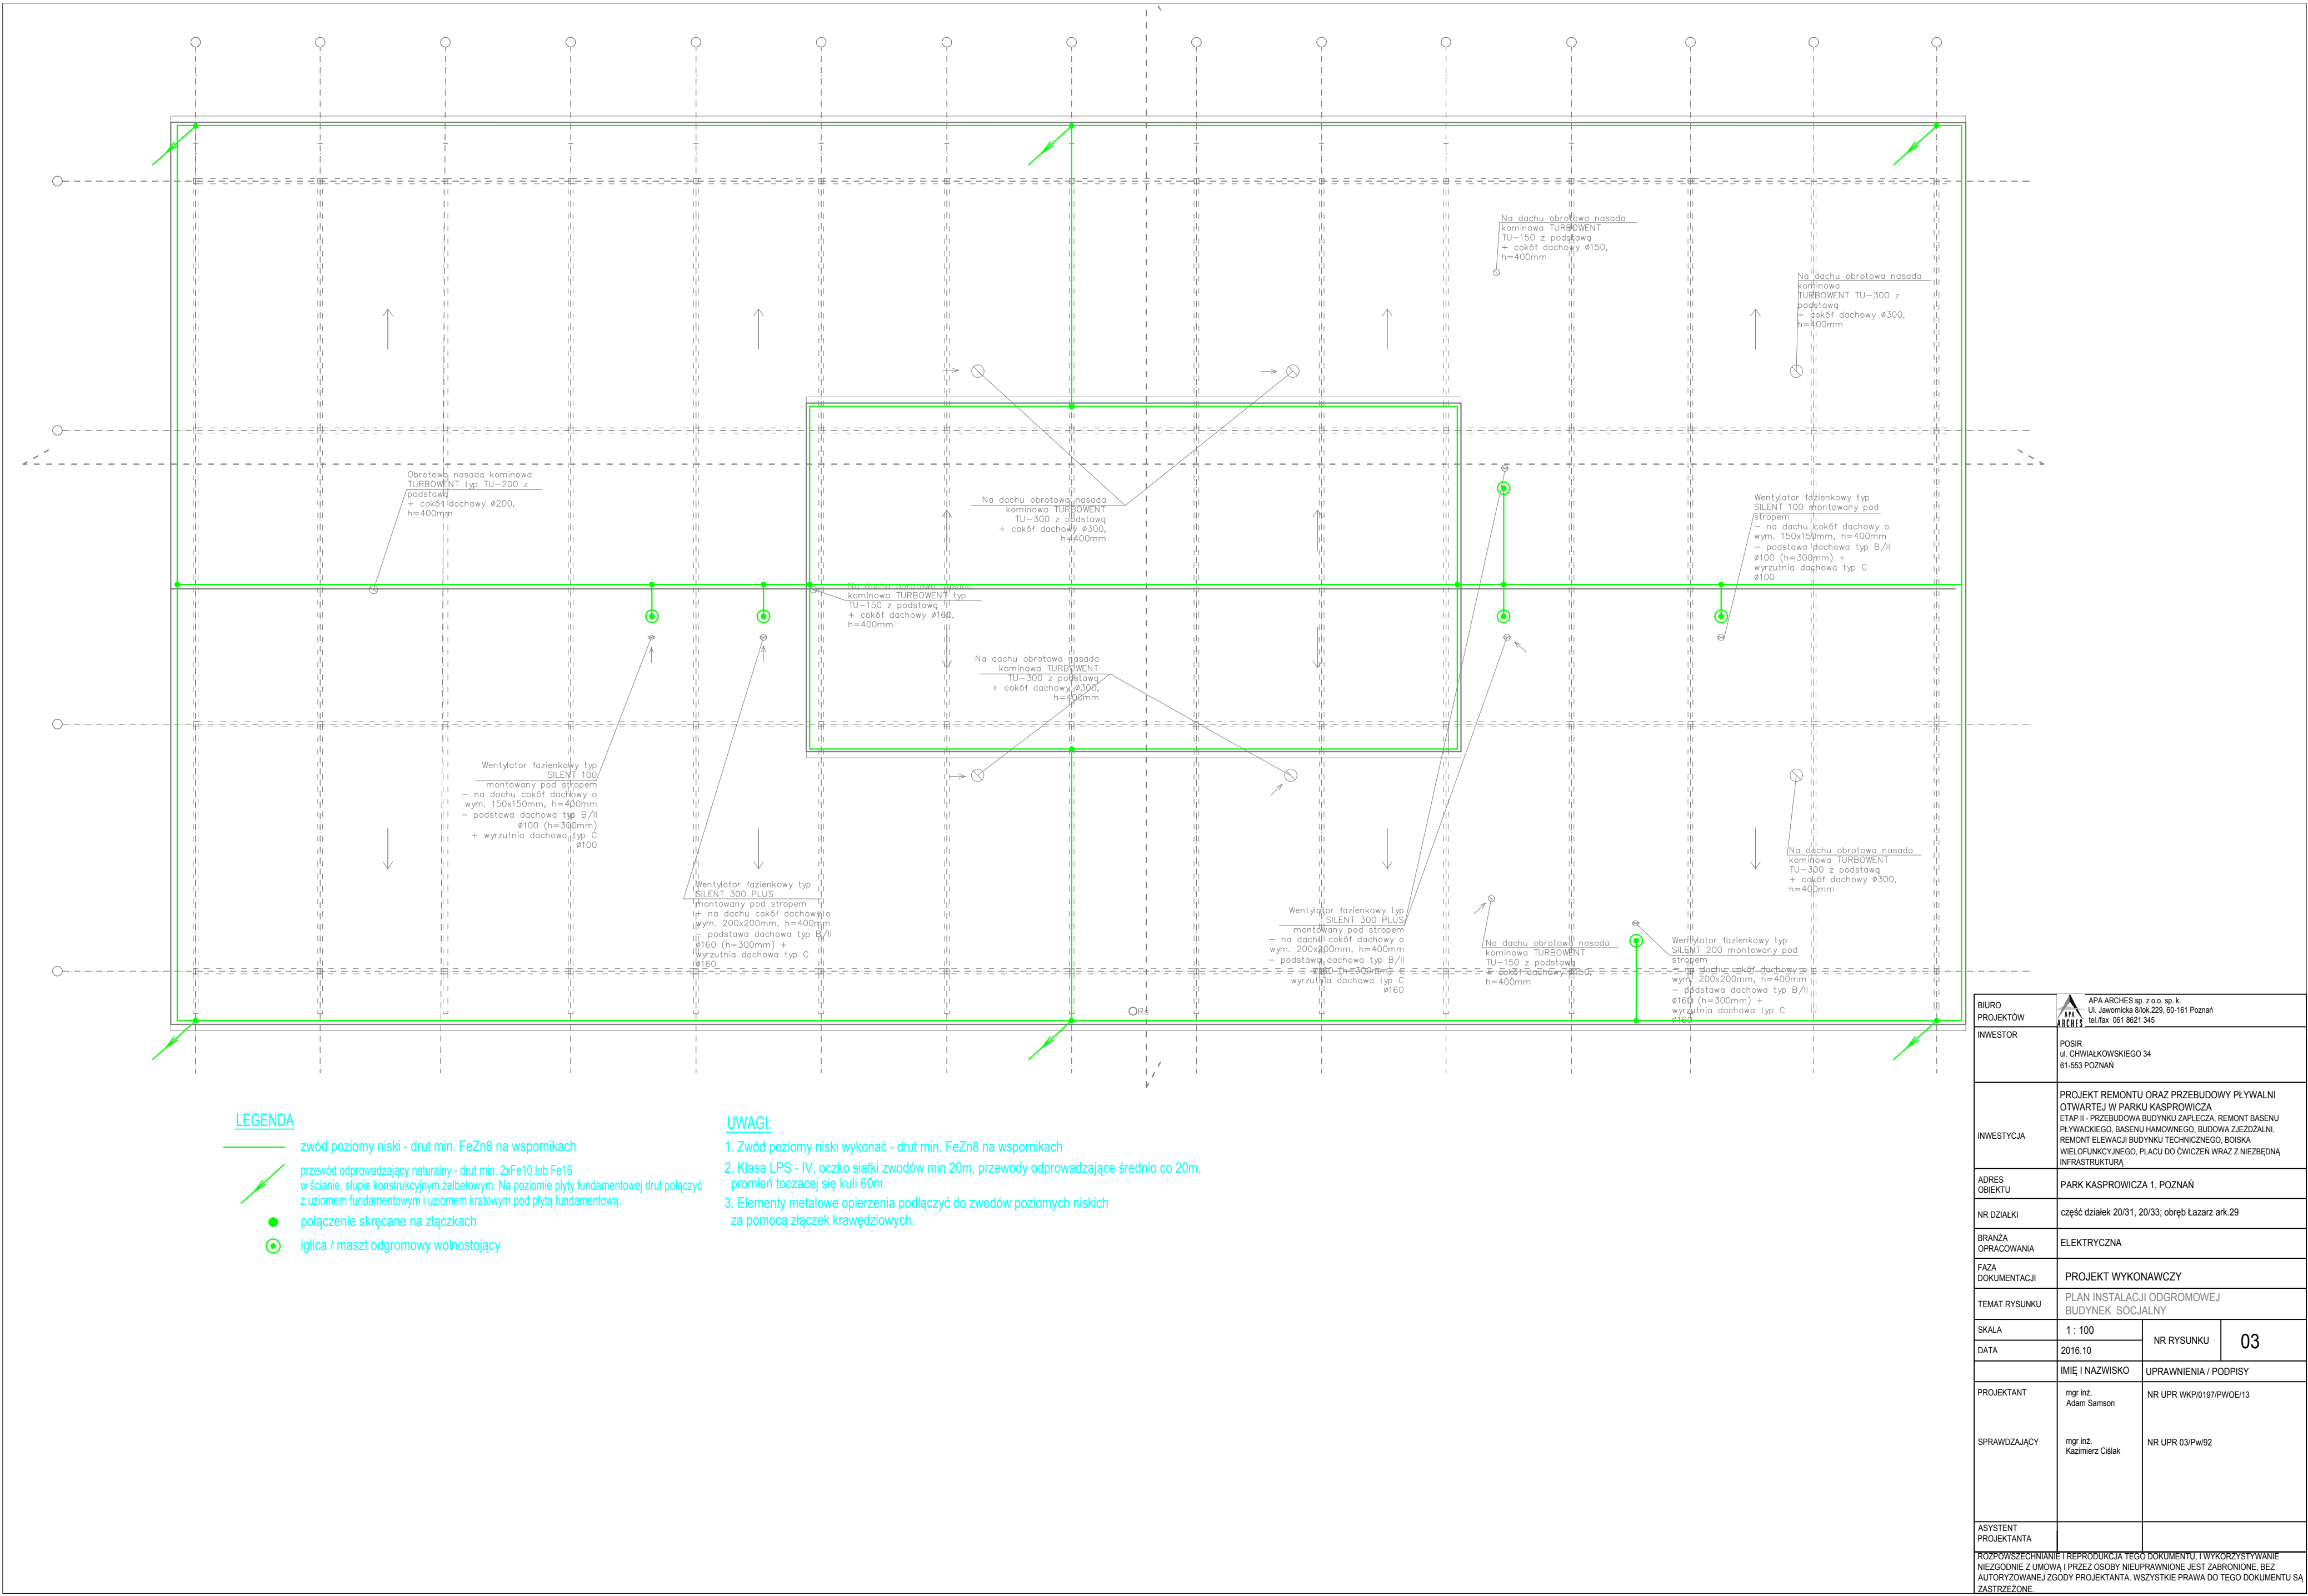 Na dachu obrotowa nasada
kominowa TURBOWENT
TU-150 z podstawą
+ cokół dachowy ø150,
h=400mm
Na dachu obrotowa nasada
kominowa
TURBOWENT TU-300 z
podstawą
+ cokół dachowy ø300,
h=400mm
Obrotowa nasada kominowa
TURBOWENT typ TU-200 z
podstawą
+ cokół dachowy ø200,
h=400mm
Na dachu obrotowa nasada
kominowa TURBOWENT
TU-300 z podstawą
+ cokół dachowy ø300,
h=400mm
Wentylator łazienkowy typ
SILENT 100 montowany pod
stropem
- na dachu cokół dachowy o
wym. 150x150mm, h=400mm
- podstawa dachowa typ B/II
ø100 (h=300mm) +
wyrzutnia dachowa typ C
ø100
Na dachu obrotowa nasada
kominowa TURBOWENT typ
TU-150 z podstawą
+ cokół dachowy ø160,
h=400mm
Na dachu obrotowa nasada
kominowa TURBOWENT
TU-300 z podstawą
+ cokół dachowy ø300,
h=400mm
Wentylator łazienkowy typ
SILENT 100
montowany pod stropem
- na dachu cokół dachowy o
wym. 150x150mm, h=400mm
- podstawa dachowa typ B/II
ø100 (h=300mm)
+ wyrzutnia dachowa typ C
ø100
Wentylator łazienkowy typ
SILENT 300 PLUS
montowany pod stropem
+ na dachu cokół dachowy o
wym. 200x200mm, h=400mm
- podstawa dachowa typ B/II
ø160 (h=300mm) +
wyrzutnia dachowa typ C
ø160
Na dachu obrotowa nasada
kominowa TURBOWENT
TU-300 z podstawą
+ cokół dachowy ø300,
h=400mm
Wentylator łazienkowy typ
SILENT 300 PLUS
montowany pod stropem
- na dachu cokół dachowy o
wym. 200x200mm, h=400mm
- podstawa dachowa typ B/II
ø160 (h=300mm) +
wyrzutnia dachowa typ C
ø160
Na dachu obrotowa nasada
kominowa TURBOWENT
TU-150 z podstawą
+ cokół dachowy ø150,
h=400mm
Wentylator łazienkowy typ
SILENT 200 montowany pod
stropem
- na dachu cokół dachowy o
wym. 200x200mm, h=400mm
- podstawa dachowa typ B/II
ø160 (h=300mm) +
wyrzutnia dachowa typ C
ø160
LEGENDA
zwód poziomy niski - drut min. FeZn8 na wspornikach
przewód odprowadzający naturalny - drut min. 2xFe10 lub Fe16
w ścianie, słupie konstrukcyjnym żelbetowym. Na poziomie płyty fundamentowej drut połączyć
z uziomem fundamentowym i uziomem kratowym pod płytą fundamentową.
połączenie skręcane na złączkach
iglica / maszt odgromowy wolnostojący
UWAGI:
1. Zwód poziomy niski wykonać - drut min. FeZn8 na wspornikach
2. Klasa LPS - IV, oczko siatki zwodów min 20m, przewody odprowadzające średnio co 20m,
promień toczacej się kuli 60m.
3. Elementy metalowe opierzenia podłączyć do zwodów poziomych niskich
za pomocą złączek krawędziowych.
BIURO
PROJEKTÓW
APA
ARCHES
APA ARCHES sp. z o.o. sp. k.
Ul. Jawornicka 8/lok.229, 60-161 Poznań
tel./fax 061 8621 345
INWESTOR
POSIR
ul. CHWIAŁKOWSKIEGO 34
61-553 POZNAŃ
INWESTYCJA
PROJEKT REMONTU ORAZ PRZEBUDOWY PŁYWALNI
OTWARTEJ W PARKU KASPROWICZA
ETAP II - PRZEBUDOWA BUDYNKU ZAPLECZA, REMONT BASENU
PŁYWACKIEGO, BASENU HAMOWNEGO, BUDOWA ZJEŻDŻALNI,
REMONT ELEWACJI BUDYNKU TECHNICZNEGO, BOISKA
WIELOFUNKCYJNEGO, PLACU DO ĆWICZEŃ WRAZ Z NIEZBĘDNĄ
INFRASTRUKTURĄ
ADRES
OBIEKTU
PARK KASPROWICZA 1, POZNAŃ
NR DZIAŁKI
część działek 20/31, 20/33; obręb Łazarz ark.29
BRANŻA
OPRACOWANIA
ELEKTRYCZNA
FAZA
DOKUMENTACJI
PROJEKT WYKONAWCZY
TEMAT RYSUNKU
PLAN INSTALACJI ODGROMOWEJ
BUDYNEK SOCJALNY
SKALA
1 : 100
NR RYSUNKU
03
DATA
2016.10
IMIĘ I NAZWISKO
UPRAWNIENIA / PODPISY
PROJEKTANT
mgr inż.
Adam Samson
NR UPR WKP/0197/PWOE/13
SPRAWDZAJĄCY
mgr inż.
Kazimierz Ciślak
NR UPR 03/Pw/92
ASYSTENT
PROJEKTANTA
ROZPOWSZECHNIANIE I REPRODUKCJA TEGO DOKUMENTU, I WYKORZYSTYWANIE
NIEZGODNIE Z UMOWĄ I PRZEZ OSOBY NIEUPRAWNIONE JEST ZABRONIONE, BEZ
AUTORYZOWANEJ ZGODY PROJEKTANTA. WSZYSTKIE PRAWA DO TEGO DOKUMENTU SĄ
ZASTRZEŻONE.